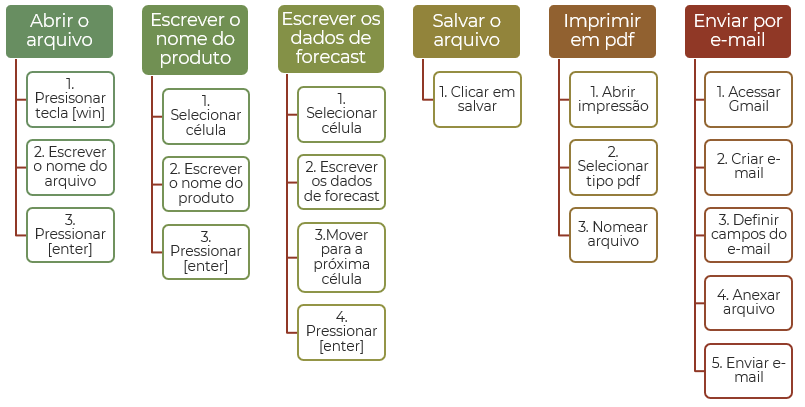 Abrir o
arquivo
1.
Presisonar
tecla [win]
2. Escrever
o nome do
arquivo
3.
Pressionar
[enter]
Escrever o
nome do
produto
1.
Selecionar
célula
2. Escrever
o nome do
produto
3.
Pressionar
[enter]
Escrever os
dados de
forecast
1.
Selecionar
célula
2. Escrever
os dados
de forecast
3.Mover
para a
próxima
célula
4.
Pressionar
[enter]
Salvar o
arquivo
1. Clicar em
salvar
Imprimir
em pdf
1. Abrir
impressão
2.
Selecionar
tipo pdf
3. Nomear
arquivo
Enviar por
e-mail
1. Acessar
Gmail
2. Criar e-
mail
3. Definir
campos do
e-mail
4. Anexar
arquivo
5. Enviar e-
mail